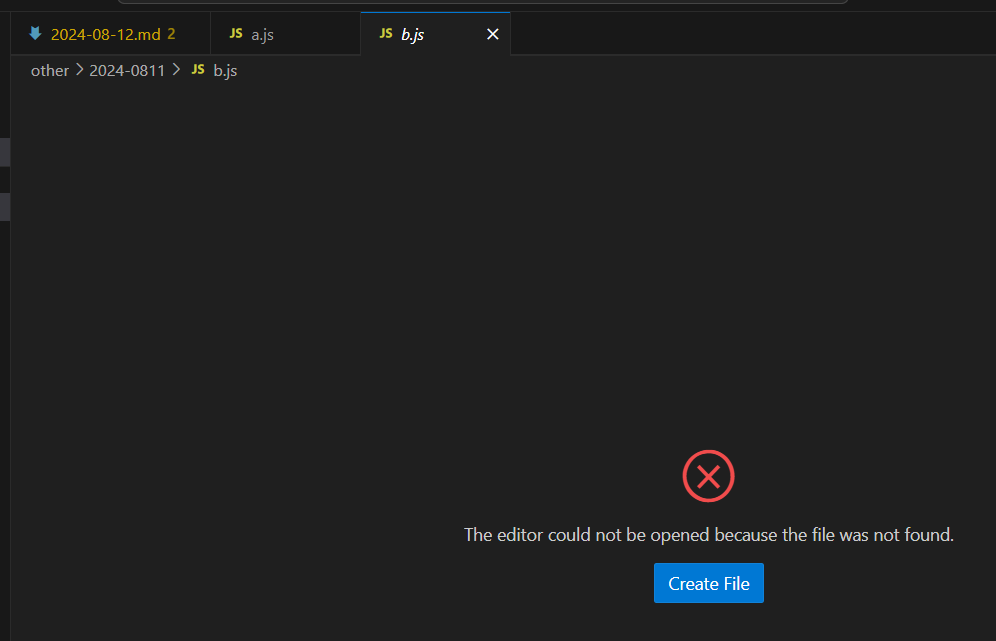 2024-08-12.md 2 JS a.js JS b.js
other > 2024-0811 > JS b.js
The editor could not be opened because the file was not found.
Create File